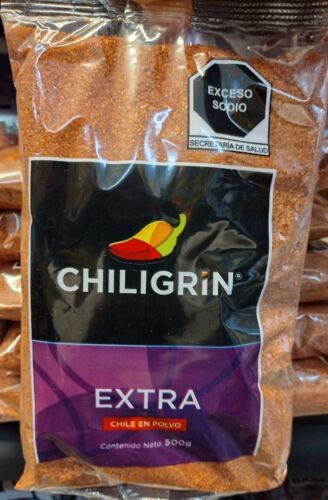 EXCESO
SODIO
SECRETARÍA DE SALUD
CHILIGRiN®
EXTRA
CHILE EN POLVO
Contenido Neto 500g